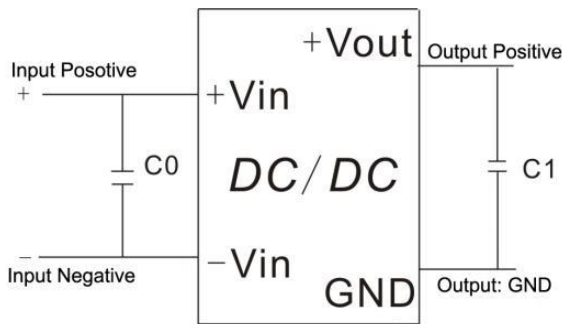 +Vout
Output Positive
Input Posotive
+
+Vin
C0
DC/DC
C1
−
−Vin
Input Negative
GND
Output: GND